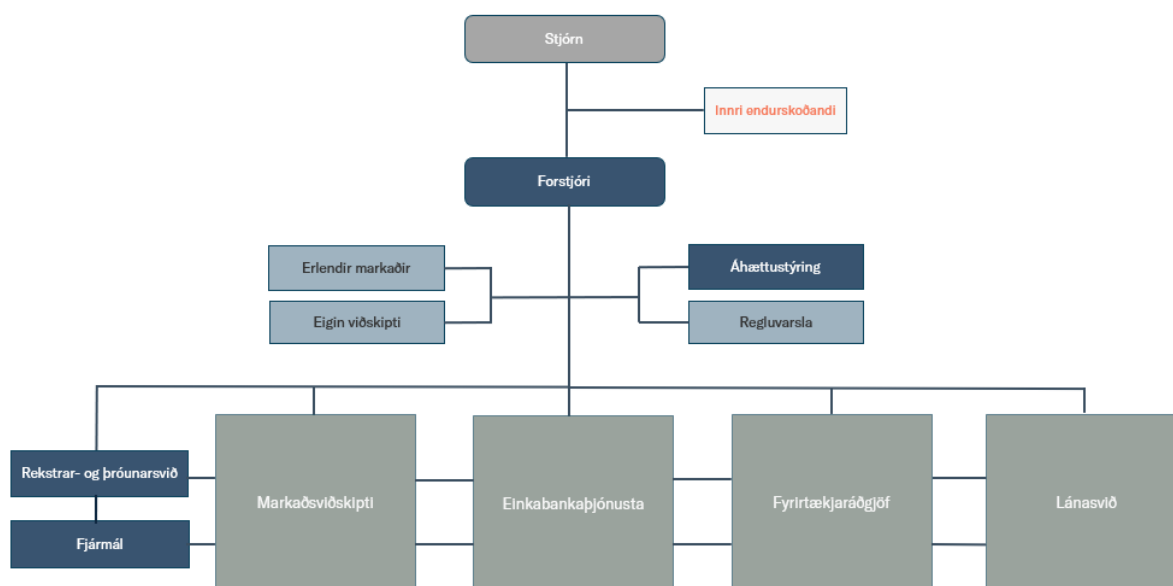 Stjórn
Innri endurskoðandi
Forstjóri
Erlendir markaðir
Áhættustýring
Eigin viðskipti
Regluvarsla
Rekstrar- og þróunarsvið
Markaðsviðskipti
Einkabankaþjónusta
Fyrirtækjaráðgjöf
Lánasvið
Fjármál